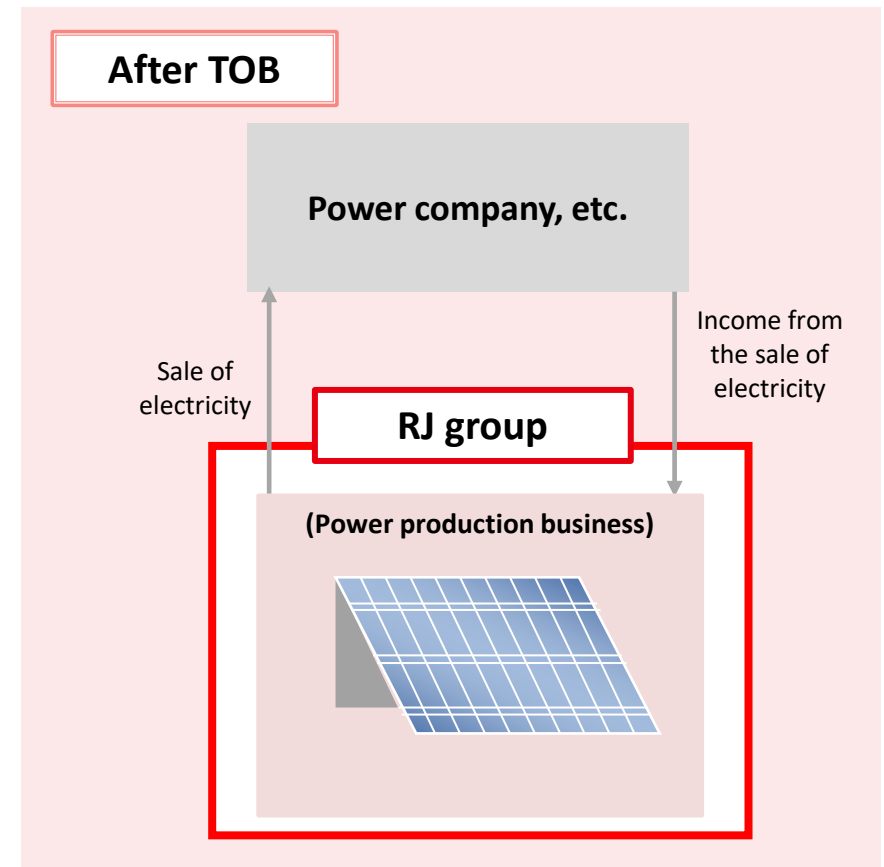 After TOB
Power company, etc.
Sale of
electricity
Income from
the sale of
electricity
RJ group
(Power production business)